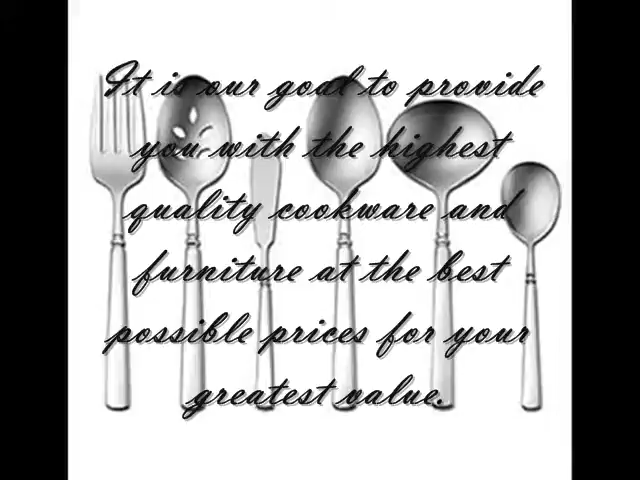 It is our goal to provide
you with the highest
quality cookware and
furniture at the best
possible prices for your
greatest value.